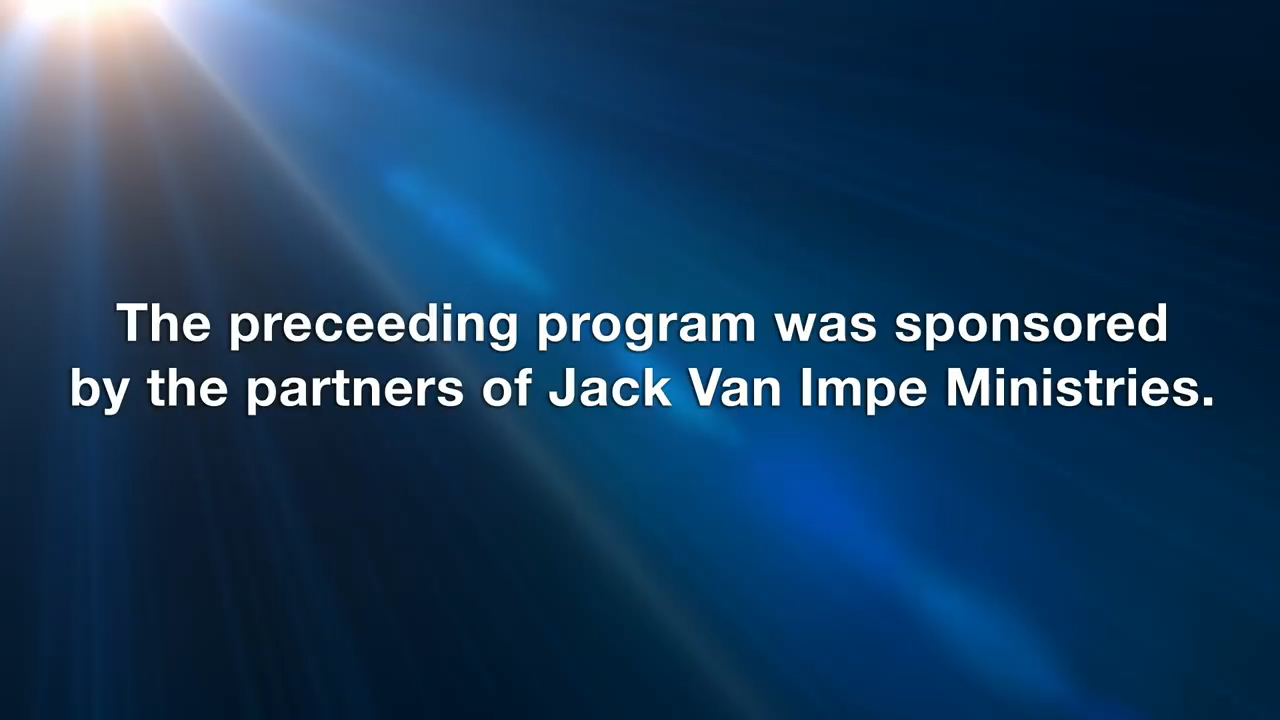 The preceeding program was sponsored
by the partners of Jack Van Impe Ministries.